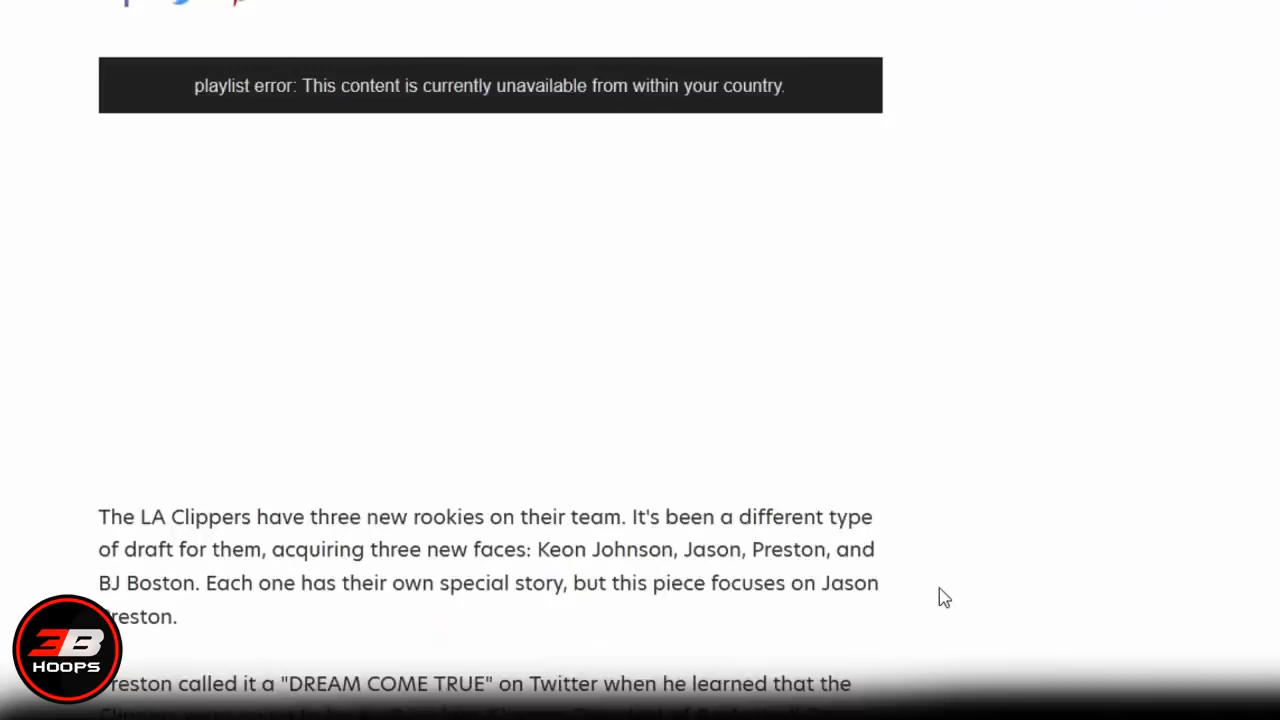 playlist error: This content is currently unavailable from within your country.
The LA Clippers have three new rookies on their team. It's been a different type
of draft for them, acquiring three new faces: Keon Johnson, Jason, Preston, and
BJ Boston. Each one has their own special story, but this piece focuses on Jason
Preston.
Preston called it a "DREAM COME TRUE" on Twitter when he learned that the
3B
HOOPS